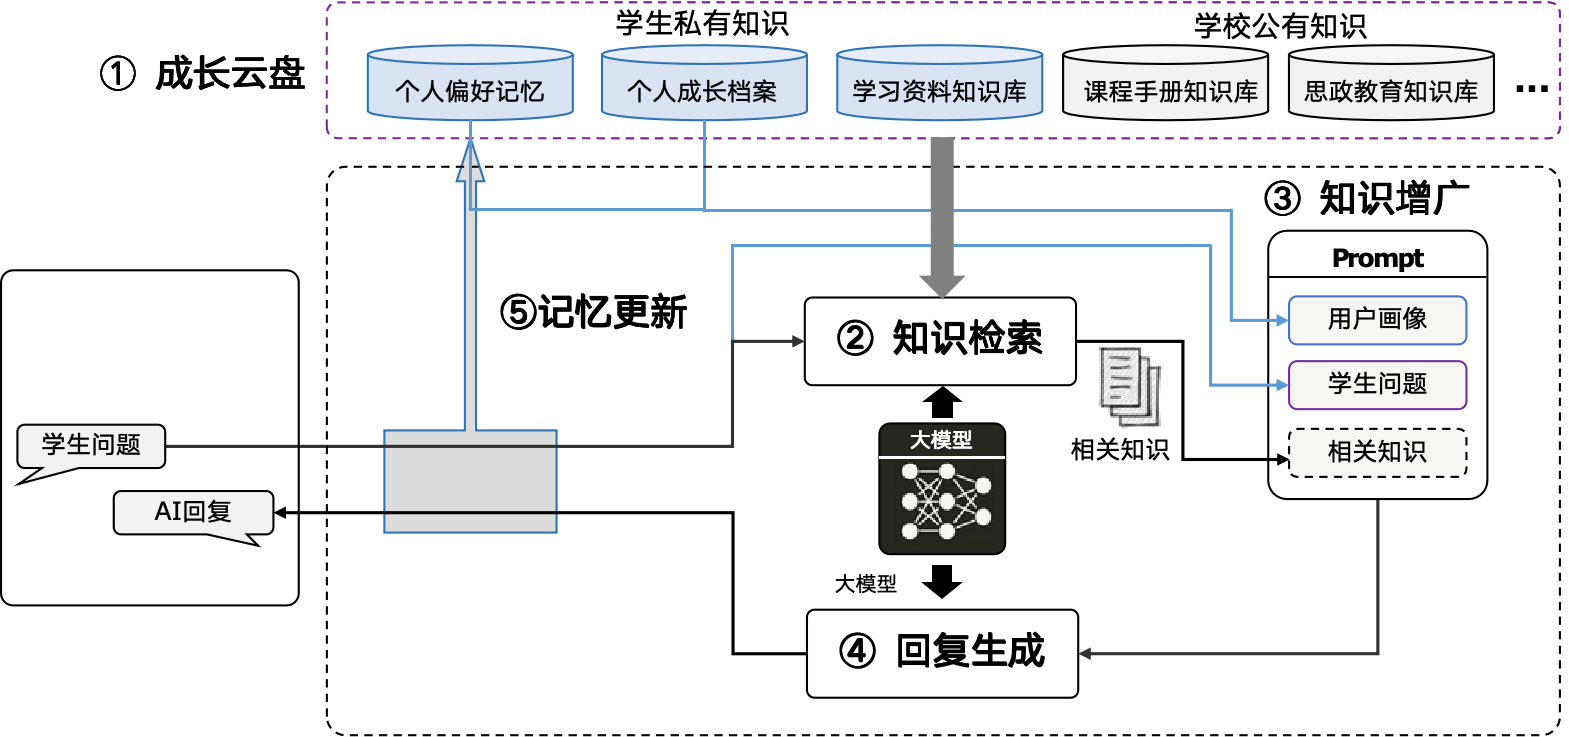 学生私有知识
学校公有知识
① 成长云盘
个人偏好记忆
个人成长档案
学习资料知识库
课程手册知识库
思政教育知识库
...
③ 知识增广
Prompt
用户画像
学生问题
相关知识
⑤记忆更新
② 知识检索
相关知识
大模型
学生问题
AI回复
大模型
④ 回复生成